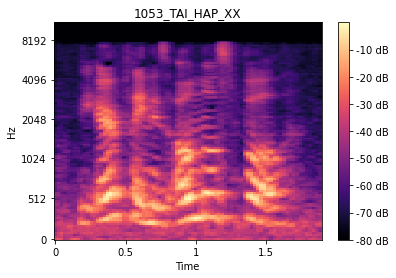 1053_TAI_HAP_XX
8192
4096
2048
1024
512
0
Hz
0
0.5
1
1.5
Time
-10 dB
-20 dB
-30 dB
-40 dB
-50 dB
-60 dB
-70 dB
-80 dB